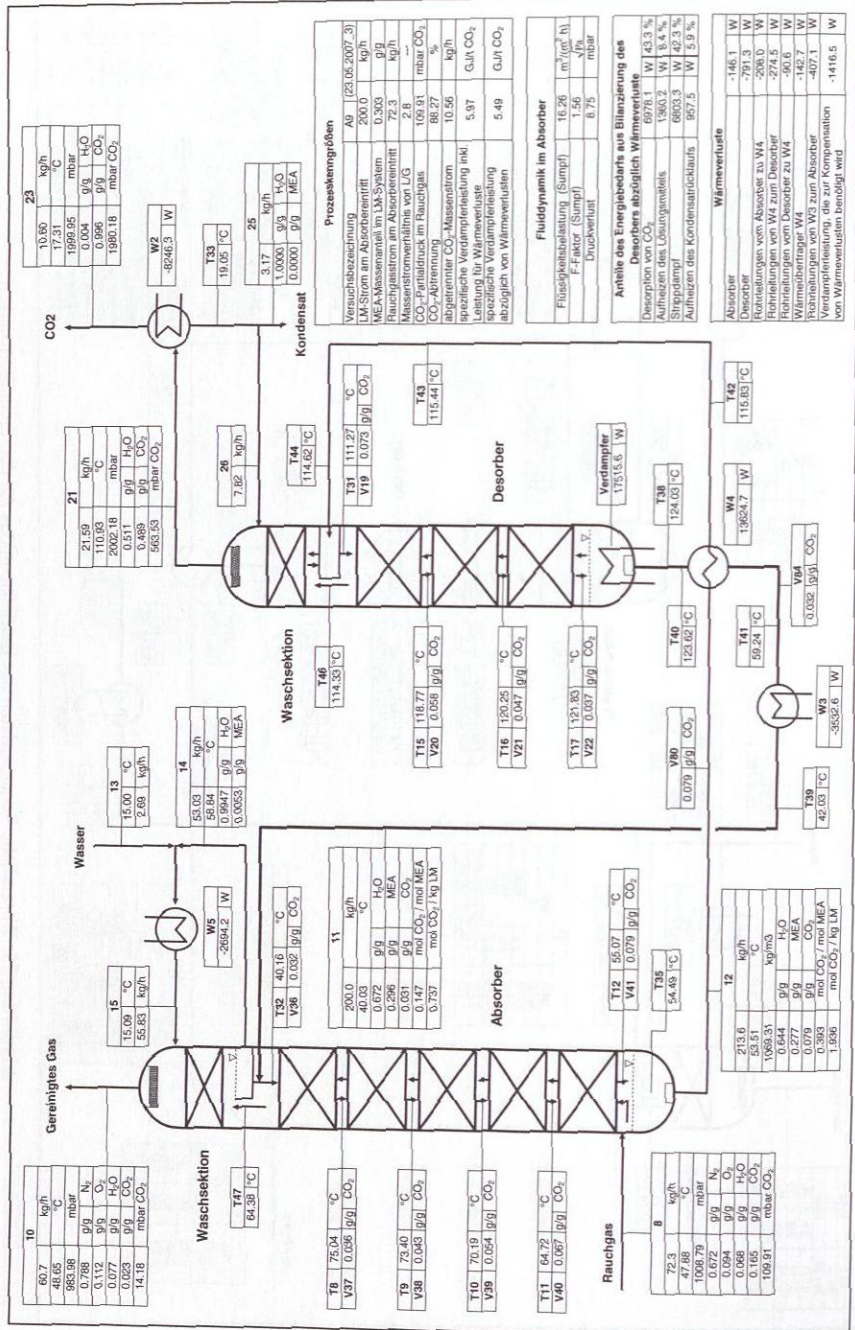 10
60.7 kg/h
48.65 °C
983.98 mbar
0.788 g/g N₂
0.112 g/g O₂
0.077 g/g H₂O
0.023 g/g CO₂
14.18 mbar CO₂
Gereinigtes Gas
Waschsektion
T47
64.38 °C
15
15.09 °C
55.83 kg/h
W5
-2694.2 W
Wasser
13
15.00 °C
2.69 kg/h
14
53.03 kg/h
58.84 °C
0.9947 g/g H₂O
0.0053 g/g MEA
T32 40.16 °C
V36 0.032 g/g CO₂
11
200.0 kg/h
40.03 °C
0.672 g/g H₂O
0.296 g/g MEA
0.031 g/g CO₂
0.147 mol CO₂ / mol MEA
0.737 mol CO₂ / kg LM
Absorber
T8 75.04 °C
V37 0.036 g/g CO₂
T9 73.40 °C
V38 0.043 g/g CO₂
T10 70.19 °C
V39 0.054 g/g CO₂
T11 64.72 °C
V40 0.067 g/g CO₂
T12 55.07 °C
V41 0.079 g/g CO₂
T35
54.49 °C
Rauchgas
8
72.3 kg/h
47.88 °C
1008.79 mbar
0.672 g/g N₂
0.094 g/g O₂
0.068 g/g H₂O
0.165 g/g CO₂
109.91 mbar CO₂
12
213.6 kg/h
53.51 °C
1069.31 kg/m3
0.644 g/g H₂O
0.277 g/g MEA
0.079 g/g CO₂
0.393 mol CO₂ / mol MEA
1.936 mol CO₂ / kg LM
21
21.59 kg/h
110.93 °C
2002.18 mbar
0.511 g/g H₂O
0.489 g/g CO₂
563.53 mbar CO₂
26
7.82 kg/h
CO2
W2
-8246.3 W
T33
19.05 °C
23
10.60 kg/h
17.31 °C
1999.95 mbar
0.004 g/g H₂O
0.996 g/g CO₂
1980.18 mbar CO₂
25
3.17 kg/h
1.0000 g/g H₂O
0.0000 g/g MEA
Kondensat
Waschsektion
T46
114.33 °C
T44
114.62 °C
T31 111.27 °C
V19 0.073 g/g CO₂
T43
115.44 °C
Desorber
T15 118.77 °C
V20 0.058 g/g CO₂
T16 120.25 °C
V21 0.047 g/g CO₂
T17 121.83 °C
V22 0.037 g/g CO₂
Verdampfer
17515.6 W
T38
124.03 °C
T40
123.62 °C
W4
13624.7 W
T42
115.83 °C
V80
0.079 g/g CO₂
T41
59.24 °C
V84
0.032 g/g CO₂
W3
-3532.6 W
T39
42.03 °C
Prozesskenngrößen
Versuchsbezeichnung A9 (23.05.2007_3)
LM-Strom am Absorbereintritt 200.0 kg/h
MEA-Massenanteil im LM-System 0.303 g/g
Rauchgasstrom am Absorbereintritt 72.3 kg/h
Massenstromverhältnis von L/G 2.8 ---
CO₂-Partialdruck im Rauchgas 109.91 mbar CO₂
CO₂-Abtrennung 88.27 %
abgetrennter CO₂-Massenstrom 10.56 kg/h
spezifische Verdampferleistung inkl. Leistung für Wärmeverluste 5.97 GJ/t CO₂
spezifische Verdampferleistung abzüglich von Wärmeverlusten 5.49 GJ/t CO₂
Fluiddynamik im Absorber
Flüssigkeitsbelastung (Sumpf) 16.26 m³/(m² h)
F-Faktor (Sumpf) 1.56 √Pa
Druckverlust 8.75 mbar
Anteile des Energiebedarfs aus Bilanzierung des
Desorbers abzüglich Wärmeverluste
Desorption von CO₂ 6978.1 W 43.3 %
Aufheizen des Lösungsmittels 1360.2 W 8.4 %
Strippdampf 6803.3 W 42.3 %
Aufheizen des Kondensatrücklaufs 957.5 W 5.9 %
Wärmeverluste
Absorber -146.1 W
Desorber -791.3 W
Rohrleitungen vom Absorber zu W4 -208.0 W
Rohrleitungen von W4 zum Desorber -274.5 W
Rohrleitungen vom Desorber zu W4 -90.6 W
Wärmeübertrager W4 -142.7 W
Rohrleitungen von W3 zum Absorber -407.1 W
Verdampferleistung, die zur Kompensation
von Wärmeverlusten benötigt wird -1416.5 W